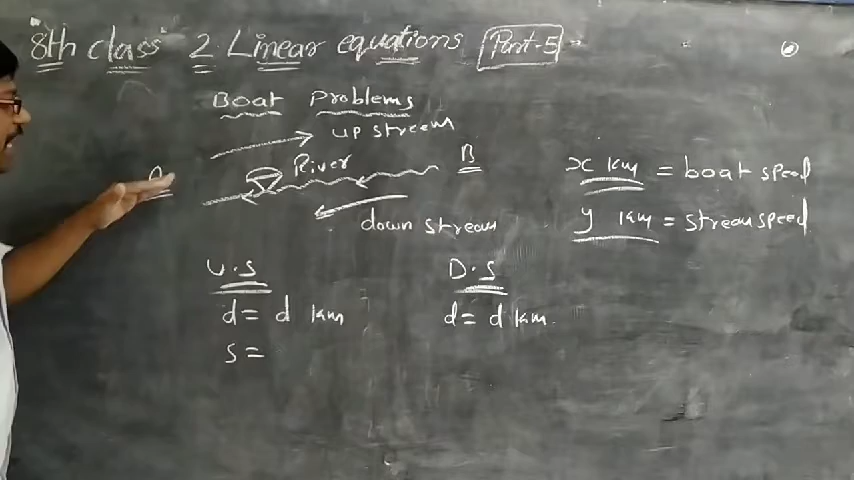 8th class 2. Linear equations Part-5
Boat Problems
up stream
River
B
A
down stream
x km = boat speed
y km = stream speed
U.S
d = d km
s =
D.S
d = d km.